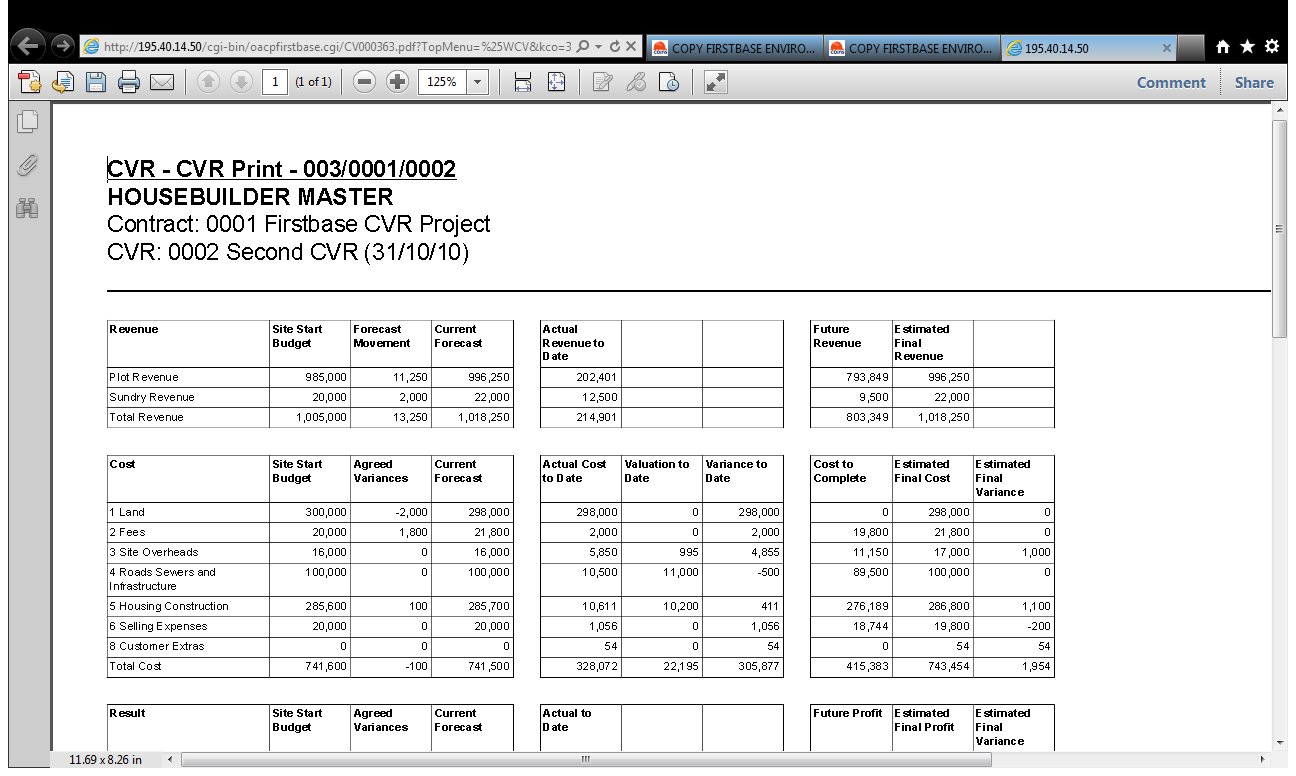 http://195.40.14.50/cgi-bin/oacpfirstbase.cgi/CV000363.pdf?TopMenu=%25WCV&kco=3
COPY FIRSTBASE ENVIRO...
COPY FIRSTBASE ENVIRO...
195.40.14.50
1 (1 of 1) 125% Comment Share
CVR - CVR Print - 003/0001/0002
HOUSEBUILDER MASTER
Contract: 0001 Firstbase CVR Project
CVR: 0002 Second CVR (31/10/10)
Revenue Site Start Forecast Current Actual Future Estimated
Budget Movement Forecast Revenue to Revenue Final
Date Revenue
Plot Revenue 985,000 11,250 996,250 202,401 793,849 996,250
Sundry Revenue 20,000 2,000 22,000 12,500 9,500 22,000
Total Revenue 1,005,000 13,250 1,018,250 214,901 803,349 1,018,250
Cost Site Start Agreed Current Actual Cost Valuation to Variance to Cost to Estimated Estimated
Budget Variances Forecast to Date Date Date Complete Final Cost Final
Variance
1 Land 300,000 -2,000 298,000 298,000 0 298,000 0 298,000 0
2 Fees 20,000 1,800 21,800 2,000 0 2,000 19,800 21,800 0
3 Site Overheads 16,000 0 16,000 5,850 995 4,855 11,150 17,000 1,000
4 Roads Sewers and 100,000 0 100,000 10,500 11,000 -500 89,500 100,000 0
Infrastructure
5 Housing Construction 285,600 100 285,700 10,611 10,200 411 276,189 286,800 1,100
6 Selling Expenses 20,000 0 20,000 1,056 0 1,056 18,744 19,800 -200
8 Customer Extras 0 0 0 54 0 54 0 54 54
Total Cost 741,600 -100 741,500 328,072 22,195 305,877 415,383 743,454 1,954
Result Site Start Agreed Current Actual to Future Profit Estimated Estimated
Budget Variances Forecast Date Final Profit Final
Variance
11.69 x 8.26 in